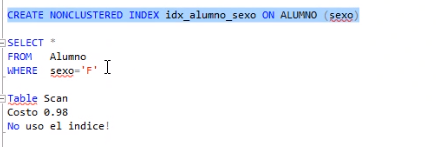 CREATE NONCLUSTERED INDEX idx_alumno_sexo ON ALUMNO (sexo)
SELECT *
FROM Alumno
WHERE sexo='F'
Table Scan
Costo 0.98
No uso el indice!